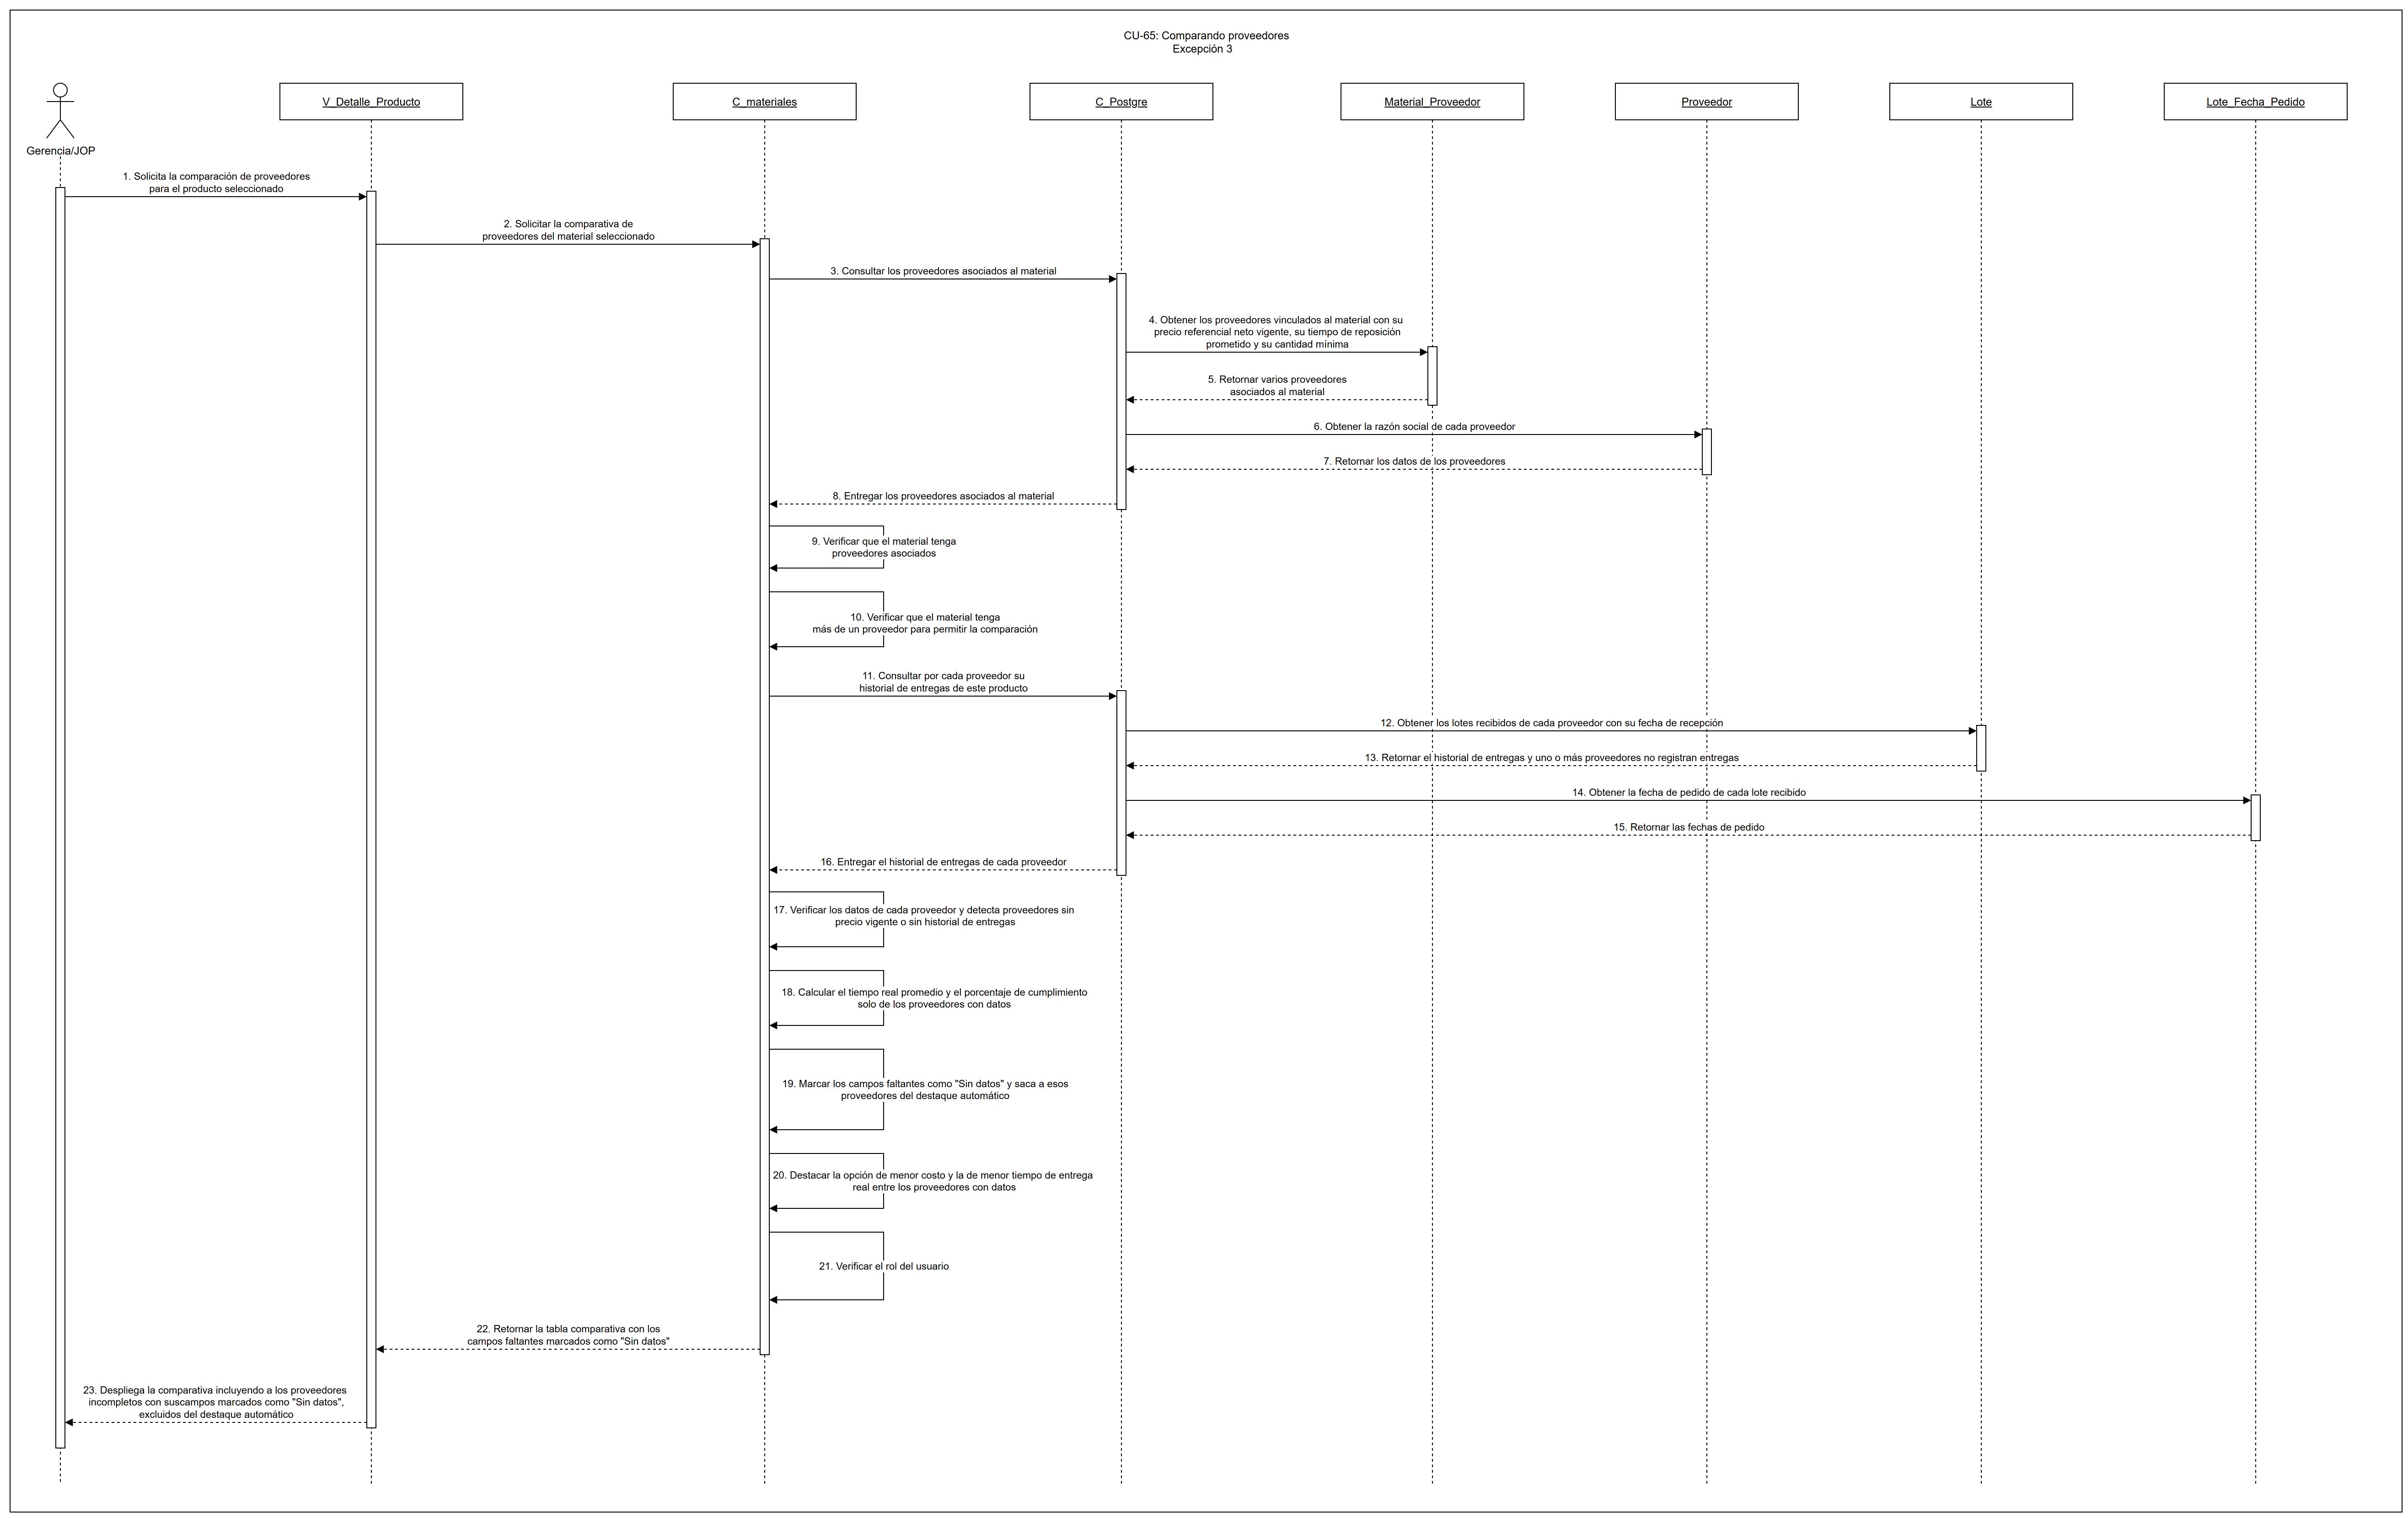 CU-65: Comparando proveedores
Excepción 3
Gerencia/JOP
V_Detalle_Producto
C_materiales
C_Postgre
Material_Proveedor
Proveedor
Lote
Lote_Fecha_Pedido
1. Solicita la comparación de proveedores
para el producto seleccionado
2. Solicitar la comparativa de
proveedores del material seleccionado
3. Consultar los proveedores asociados al material
4. Obtener los proveedores vinculados al material con su
precio referencial neto vigente, su tiempo de reposición
prometido y su cantidad mínima
5. Retornar varios proveedores
asociados al material
6. Obtener la razón social de cada proveedor
7. Retornar los datos de los proveedores
8. Entregar los proveedores asociados al material
9. Verificar que el material tenga
proveedores asociados
10. Verificar que el material tenga
más de un proveedor para permitir la comparación
11. Consultar por cada proveedor su
historial de entregas de este producto
12. Obtener los lotes recibidos de cada proveedor con su fecha de recepción
13. Retornar el historial de entregas y uno o más proveedores no registran entregas
14. Obtener la fecha de pedido de cada lote recibido
15. Retornar las fechas de pedido
16. Entregar el historial de entregas de cada proveedor
17. Verificar los datos de cada proveedor y detecta proveedores sin
precio vigente o sin historial de entregas
18. Calcular el tiempo real promedio y el porcentaje de cumplimiento
solo de los proveedores con datos
19. Marcar los campos faltantes como "Sin datos" y saca a esos
proveedores del destaque automático
20. Destacar la opción de menor costo y la de menor tiempo de entrega
real entre los proveedores con datos
21. Verificar el rol del usuario
22. Retornar la tabla comparativa con los
campos faltantes marcados como "Sin datos"
23. Despliega la comparativa incluyendo a los proveedores
incompletos con suscampos marcados como "Sin datos",
excluidos del destaque automático